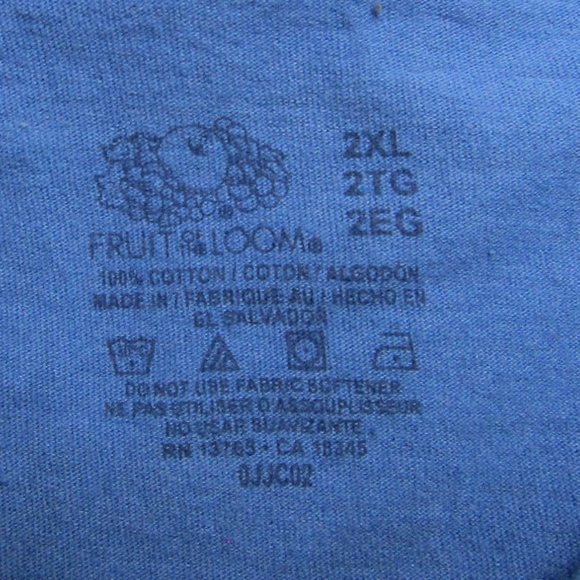 2XL
2TG
2EG
FRUIT OF THE LOOM®
100% COTTON / COTON / ALGODÓN
MADE IN / FABRIQUE AU / HECHO EN
EL SALVADOR
DO NOT USE FABRIC SOFTENER
NE PAS UTILISER D'ASSOUPLISSEUR
NO USAR SUAVIZANTE
RN 13765 • CA 18345
0JJC02